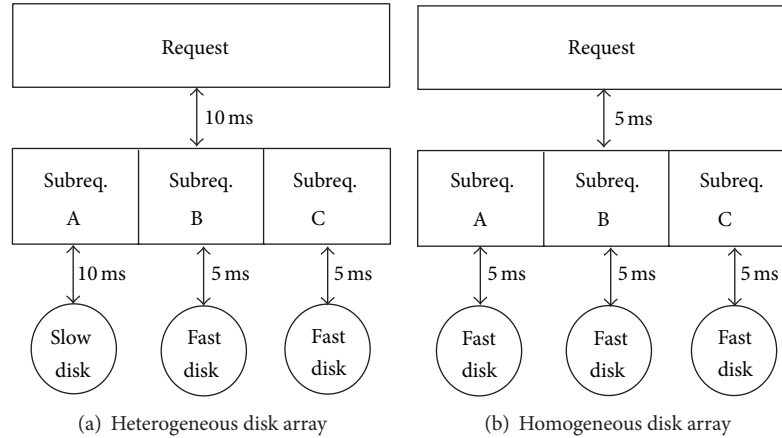 Request
10 ms
Subreq. A
Subreq. B
Subreq. C
10 ms
5 ms
5 ms
Slow disk
Fast disk
Fast disk
(a) Heterogeneous disk array
Request
5 ms
Subreq. A
Subreq. B
Subreq. C
5 ms
5 ms
5 ms
Fast disk
Fast disk
Fast disk
(b) Homogeneous disk array